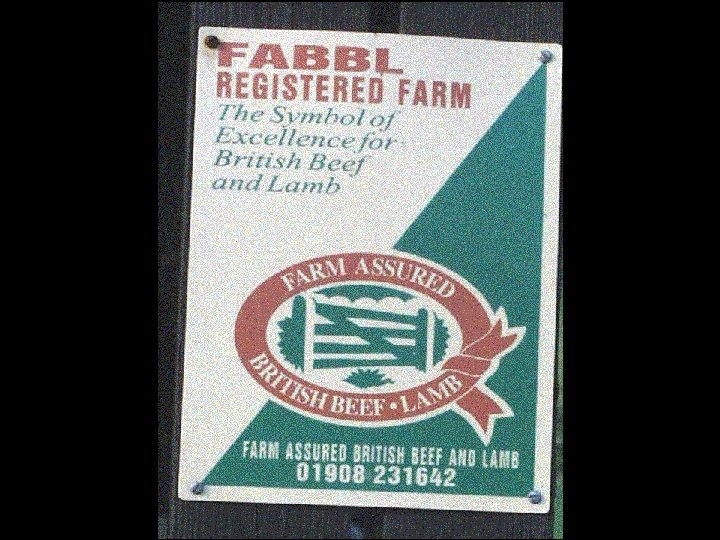 FABBL
REGISTERED FARM
The Symbol of
Excellence for
British Beef
and Lamb
FARM ASSURED
BRITISH BEEF • LAMB
FARM ASSURED BRITISH BEEF AND LAMB
01908 231642